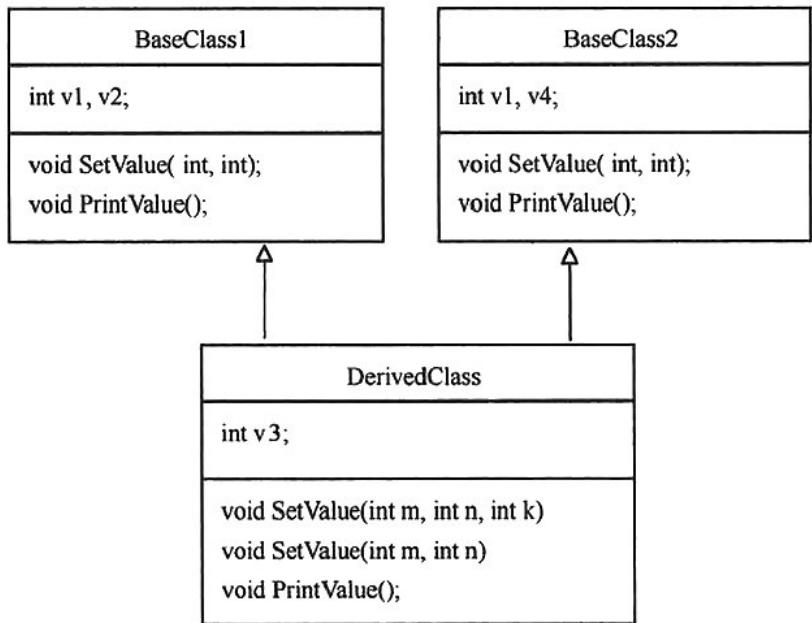 BaseClass1
int v1, v2;
void SetValue( int, int);
void PrintValue();
BaseClass2
int v1, v4;
void SetValue( int, int);
void PrintValue();
DerivedClass
int v3;
void SetValue(int m, int n, int k)
void SetValue(int m, int n)
void PrintValue();